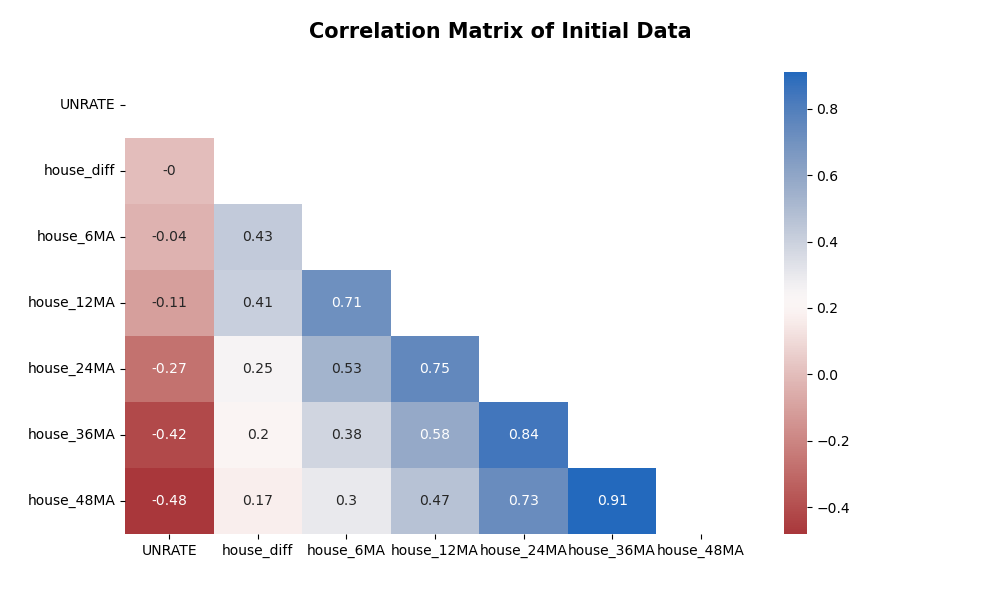 Correlation Matrix of Initial Data
UNRATE
house_diff -0
house_6MA -0.04 0.43
house_12MA -0.11 0.41 0.71
house_24MA -0.27 0.25 0.53 0.75
house_36MA -0.42 0.2 0.38 0.58 0.84
house_48MA -0.48 0.17 0.3 0.47 0.73 0.91
UNRATE house_diff house_6MA house_12MA house_24MA house_36MA house_48MA
0.8
0.6
0.4
0.2
0.0
−0.2
−0.4